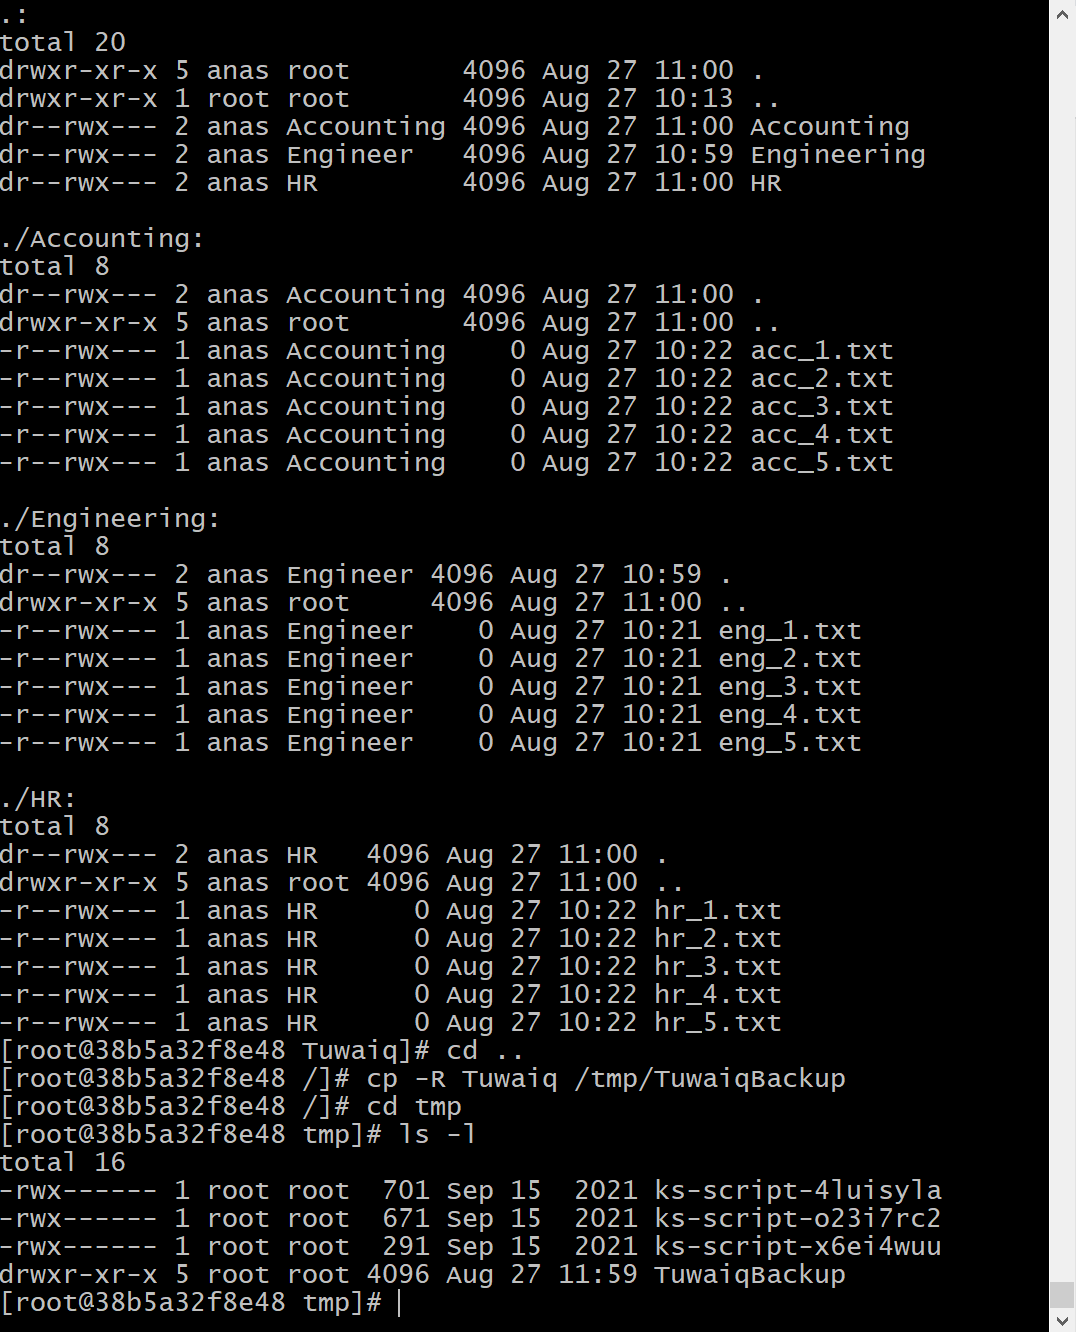 .:
total 20
drwxr-xr-x 5 anas root       4096 Aug 27 11:00 .
drwxr-xr-x 1 root root       4096 Aug 27 10:13 ..
dr--rwx--- 2 anas Accounting 4096 Aug 27 11:00 Accounting
dr--rwx--- 2 anas Engineer   4096 Aug 27 10:59 Engineering
dr--rwx--- 2 anas HR         4096 Aug 27 11:00 HR

./Accounting:
total 8
dr--rwx--- 2 anas Accounting 4096 Aug 27 11:00 .
drwxr-xr-x 5 anas root       4096 Aug 27 11:00 ..
-r--rwx--- 1 anas Accounting    0 Aug 27 10:22 acc_1.txt
-r--rwx--- 1 anas Accounting    0 Aug 27 10:22 acc_2.txt
-r--rwx--- 1 anas Accounting    0 Aug 27 10:22 acc_3.txt
-r--rwx--- 1 anas Accounting    0 Aug 27 10:22 acc_4.txt
-r--rwx--- 1 anas Accounting    0 Aug 27 10:22 acc_5.txt

./Engineering:
total 8
dr--rwx--- 2 anas Engineer 4096 Aug 27 10:59 .
drwxr-xr-x 5 anas root     4096 Aug 27 11:00 ..
-r--rwx--- 1 anas Engineer    0 Aug 27 10:21 eng_1.txt
-r--rwx--- 1 anas Engineer    0 Aug 27 10:21 eng_2.txt
-r--rwx--- 1 anas Engineer    0 Aug 27 10:21 eng_3.txt
-r--rwx--- 1 anas Engineer    0 Aug 27 10:21 eng_4.txt
-r--rwx--- 1 anas Engineer    0 Aug 27 10:21 eng_5.txt

./HR:
total 8
dr--rwx--- 2 anas HR   4096 Aug 27 11:00 .
drwxr-xr-x 5 anas root 4096 Aug 27 11:00 ..
-r--rwx--- 1 anas HR      0 Aug 27 10:22 hr_1.txt
-r--rwx--- 1 anas HR      0 Aug 27 10:22 hr_2.txt
-r--rwx--- 1 anas HR      0 Aug 27 10:22 hr_3.txt
-r--rwx--- 1 anas HR      0 Aug 27 10:22 hr_4.txt
-r--rwx--- 1 anas HR      0 Aug 27 10:22 hr_5.txt
[root@38b5a32f8e48 Tuwaiq]# cd ..
[root@38b5a32f8e48 /]# cp -R Tuwaiq /tmp/TuwaiqBackup
[root@38b5a32f8e48 /]# cd tmp
[root@38b5a32f8e48 tmp]# ls -l
total 16
-rwx------ 1 root root  701 Sep 15  2021 ks-script-4luisyla
-rwx------ 1 root root  671 Sep 15  2021 ks-script-o23i7rc2
-rwx------ 1 root root  291 Sep 15  2021 ks-script-x6ei4wuu
drwxr-xr-x 5 root root 4096 Aug 27 11:59 TuwaiqBackup
[root@38b5a32f8e48 tmp]#